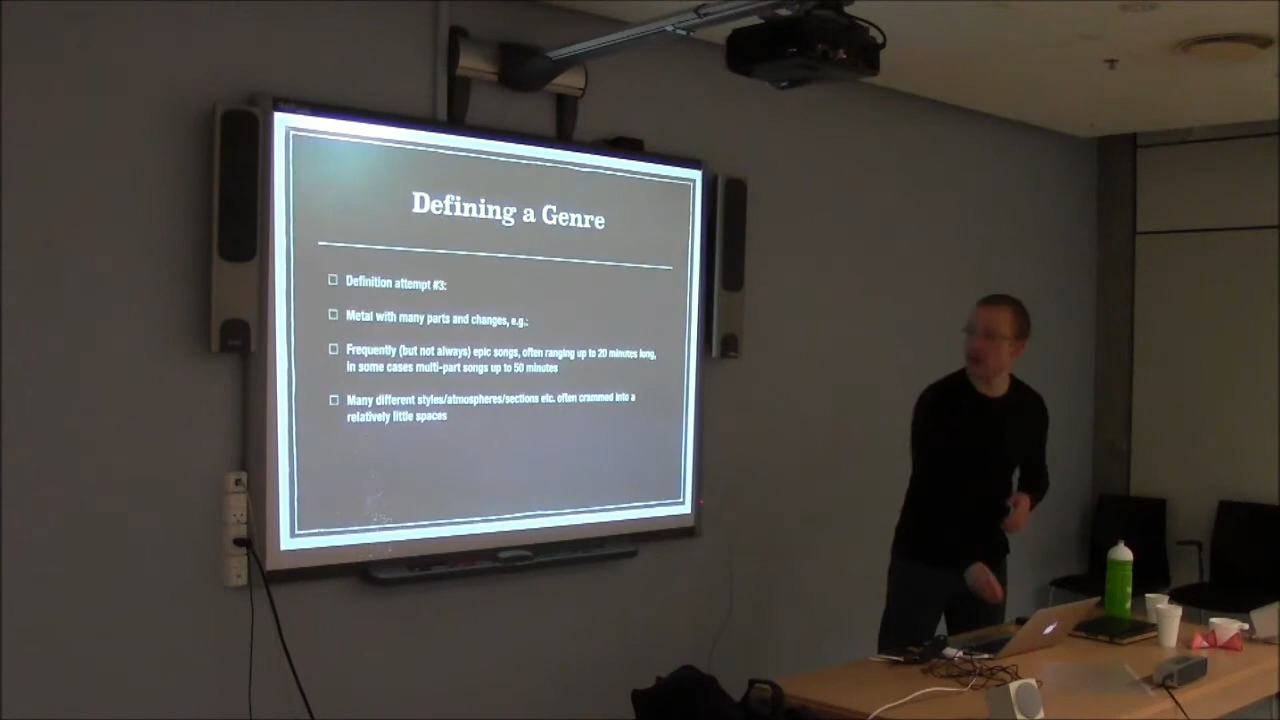 Defining a Genre
Definition attempt #3:
Metal with many parts and changes, e.g.:
Frequently (but not always) epic songs, often ranging up to 20 minutes long,
in some cases multi-part songs up to 50 minutes
Many different styles/atmospheres/sections etc. often crammed into a
relatively little spaces